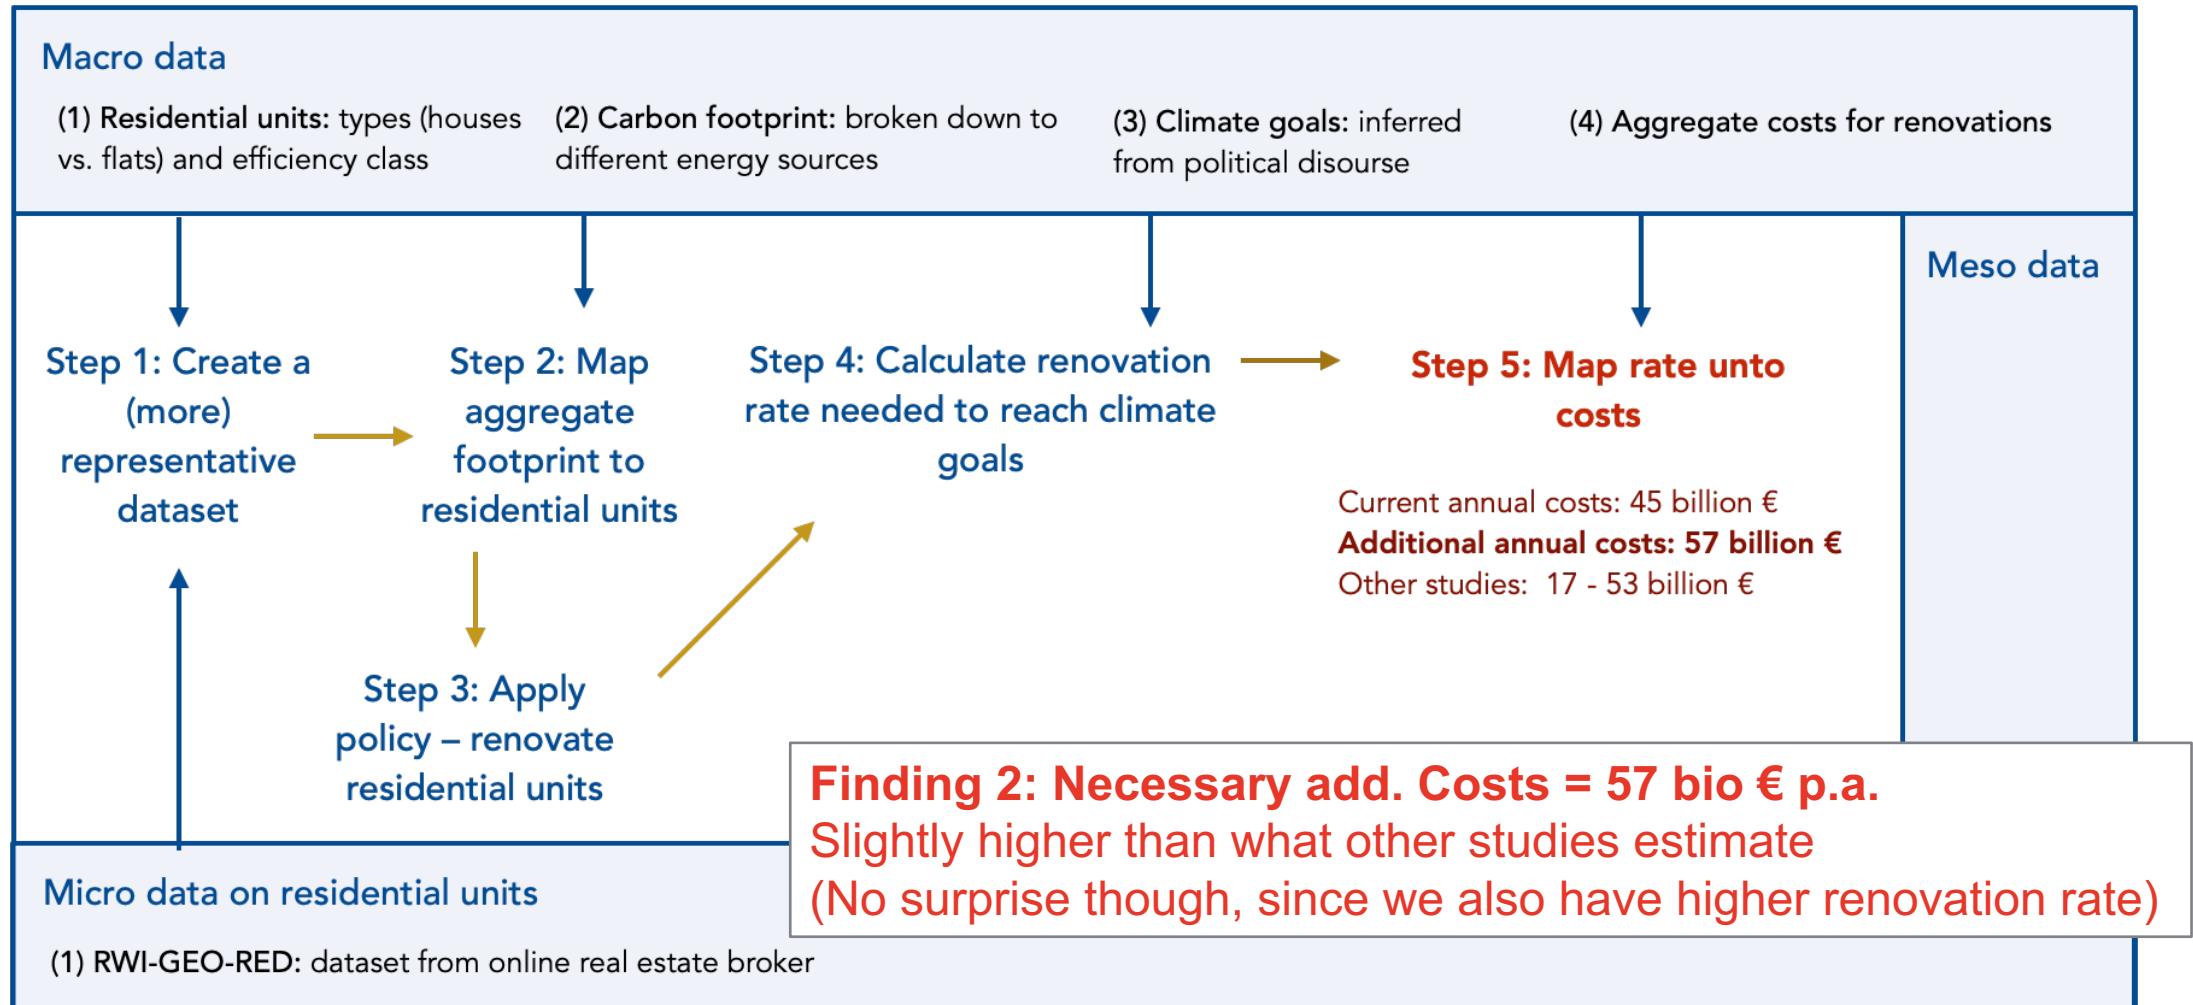 Macro data
(1) Residential units: types (houses
vs. flats) and efficiency class
(2) Carbon footprint: broken down to
different energy sources
(3) Climate goals: inferred
from political disourse
(4) Aggregate costs for renovations
Meso data
Step 1: Create a
(more)
representative
dataset
Step 2: Map
aggregate
footprint to
residential units
Step 3: Apply
policy – renovate
residential units
Step 4: Calculate renovation
rate needed to reach climate
goals
Step 5: Map rate unto
costs
Current annual costs: 45 billion €
Additional annual costs: 57 billion €
Other studies: 17 - 53 billion €
Finding 2: Necessary add. Costs = 57 bio € p.a.
Slightly higher than what other studies estimate
(No surprise though, since we also have higher renovation rate)
Micro data on residential units
(1) RWI-GEO-RED: dataset from online real estate broker